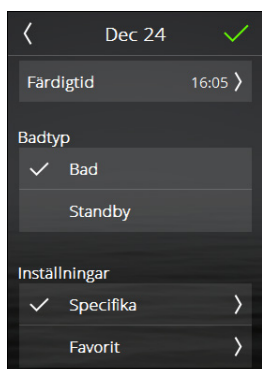 Dec 24
Färdigtid 16:05
Badtyp
Bad
Standby
Inställningar
Specifika
Favorit